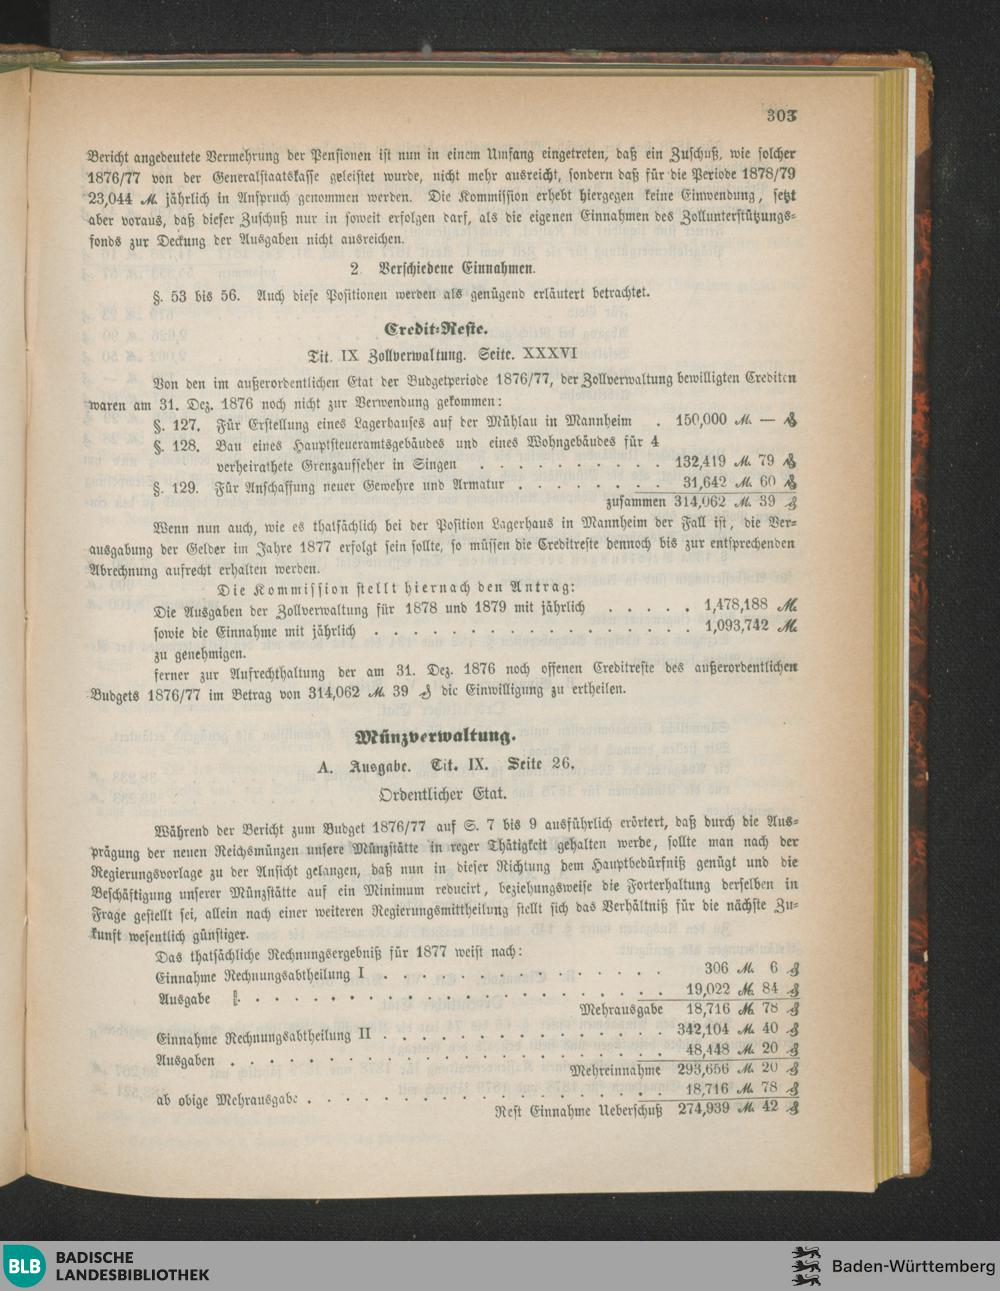 303
Bericht angedeutete Vermehrung der Pensionen ist nun in einem Umfang eingetreten, daß ein Zuschuß, wie solcher
1876/77 von der Generalstaatskasse geleistet wurde, nicht mehr ausreicht, sondern daß für die Periode 1878/79
23,044 ℳ. jährlich in Anspruch genommen werden. Die Kommission erhebt hiergegen keine Einwendung, setzt
aber voraus, daß dieser Zuschuß nur in soweit erfolgen darf, als die eigenen Einnahmen des Zollunterstützungs=
fonds zur Deckung der Ausgaben nicht ausreichen.
2 Verschiedene Einnahmen.
§. 53 bis 56. Auch diese Positionen werden als genügend erläutert betrachtet.
Credit=Reste.
Tit. IX Zollverwaltung. Seite. XXXVI
Von den im außerordentlichen Etat der Budgetperiode 1876/77, der Zollverwaltung bewilligten Crediten
waren am 31. Dez. 1876 noch nicht zur Verwendung gekommen:
§. 127. Für Erstellung eines Lagerhauses auf der Mühlau in Mannheim . 150,000 ℳ. — ₰
§. 128. Bau eines Hauptsteueramtsgebäudes und eines Wohngebäudes für 4
verheirathete Grenzaufseher in Singen . . . . . . . . . . 132,419 ℳ. 79 ₰
§. 129. Für Anschaffung neuer Gewehre und Armatur . . . . . . . . 31,642 ℳ. 60 ₰
zusammen 314,062 ℳ. 39 ₰
Wenn nun auch, wie es thatsächlich bei der Position Lagerhaus in Mannheim der Fall ist, die Ver=
ausgabung der Gelder im Jahre 1877 erfolgt sein sollte, so müssen die Creditreste dennoch bis zur entsprechenden
Abrechnung aufrecht erhalten werden.
Die Kommission stellt hiernach den Antrag:
Die Ausgaben der Zollverwaltung für 1878 und 1879 mit jährlich . . . . . 1,478,188 ℳ.
sowie die Einnahme mit jährlich . . . . . . . . . . . . . . . . . 1,093,742 ℳ.
zu genehmigen.
ferner zur Aufrechthaltung der am 31. Dez. 1876 noch offenen Creditreste des außerordentlichen
Budgets 1876/77 im Betrag von 314,062 ℳ. 39 ₰ die Einwilligung zu ertheilen.
Münzverwaltung.
A. Ausgabe. Tit. IX. Seite 26.
Ordentlicher Etat.
Während der Bericht zum Budget 1876/77 auf S. 7 bis 9 ausführlich erörtert, daß durch die Aus=
prägung der neuen Reichsmünzen unsere Münzstätte in reger Thätigkeit gehalten werde, sollte man nach der
Regierungsvorlage zu der Ansicht gelangen, daß nun in dieser Richtung dem Hauptbedürfniß genügt und die
Beschäftigung unserer Münzstätte auf ein Minimum reducirt, beziehungsweise die Forterhaltung derselben in
Frage gestellt sei, allein nach einer weiteren Regierungsmittheilung stellt sich das Verhältniß für die nächste Zu=
kunft wesentlich günstiger.
Das thatsächliche Rechnungsergebniß für 1877 weist nach:
Einnahme Rechnungsabtheilung I . . . . . . . . . . . . . . . 306 ℳ. 6 ₰
Ausgabe . . . . . . . . . . . . . . . . . . . . 19,022 ℳ. 84 ₰
Mehrausgabe 18,716 ℳ. 78 ₰
Einnahme Rechnungsabtheilung II . . . . . . . . . . . . . . . 342,104 ℳ. 40 ₰
Ausgaben . . . . . . . . . . . . . . . . . . . . . . . 48,448 ℳ. 20 ₰
Mehreinnahme 293,656 ℳ. 20 ₰
ab obige Mehrausgabe . . . . . . . . . . . . . . . . . . 18,716 ℳ. 78 ₰
Rest Einnahme Ueberschuß 274,939 ℳ. 42 ₰
BLB BADISCHE
LANDESBIBLIOTHEK
Baden-Württemberg